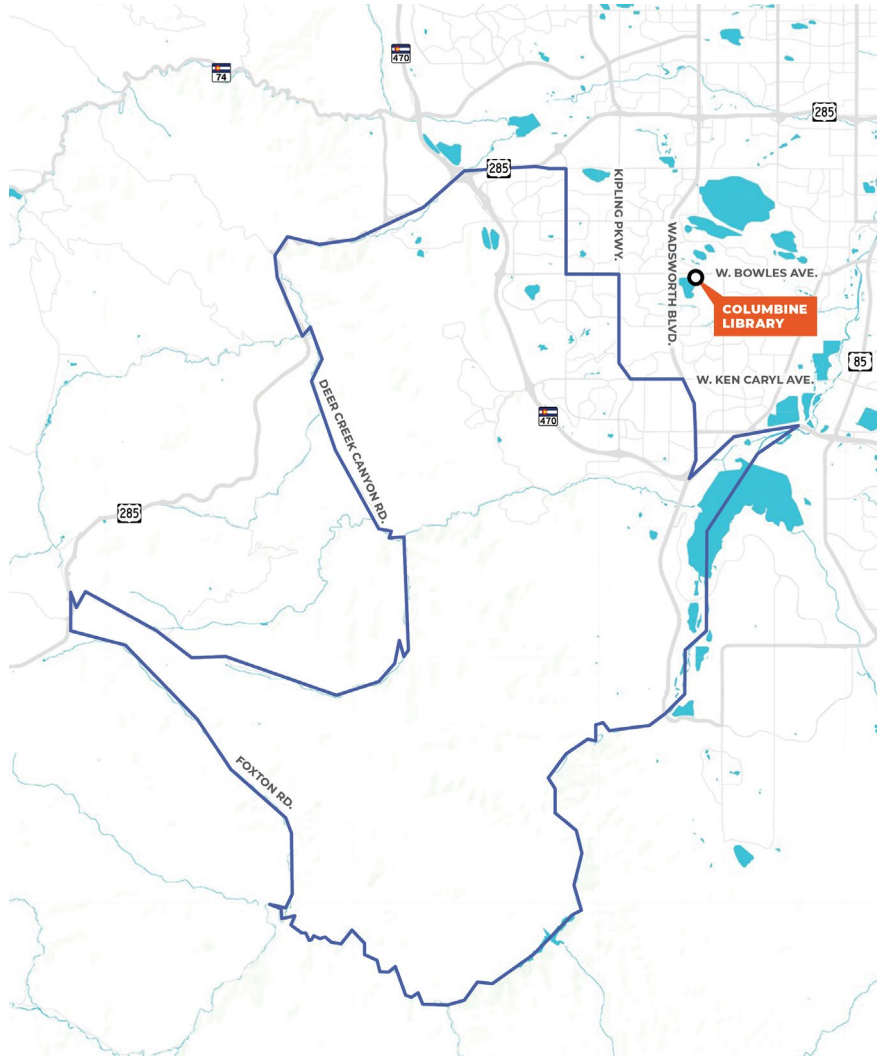 470
74
285
285
KIPLING PKWY.
WADSWORTH BLVD.
W. BOWLES AVE.
COLUMBINE
LIBRARY
85
W. KEN CARYL AVE.
DEER CREEK CANYON RD.
470
285
FOXTON RD.